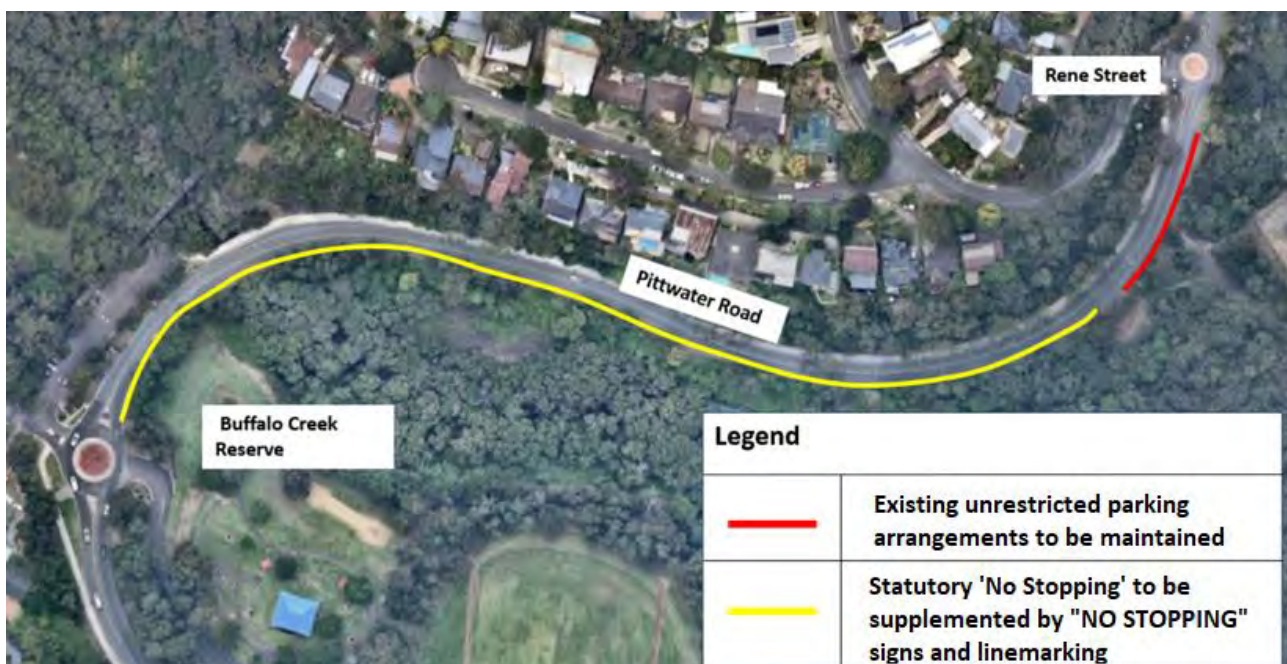 Rene Street
Pittwater Road
Buffalo Creek
Reserve
Legend
Existing unrestricted parking
arrangements to be maintained
Statutory 'No Stopping' to be
supplemented by "NO STOPPING"
signs and linemarking